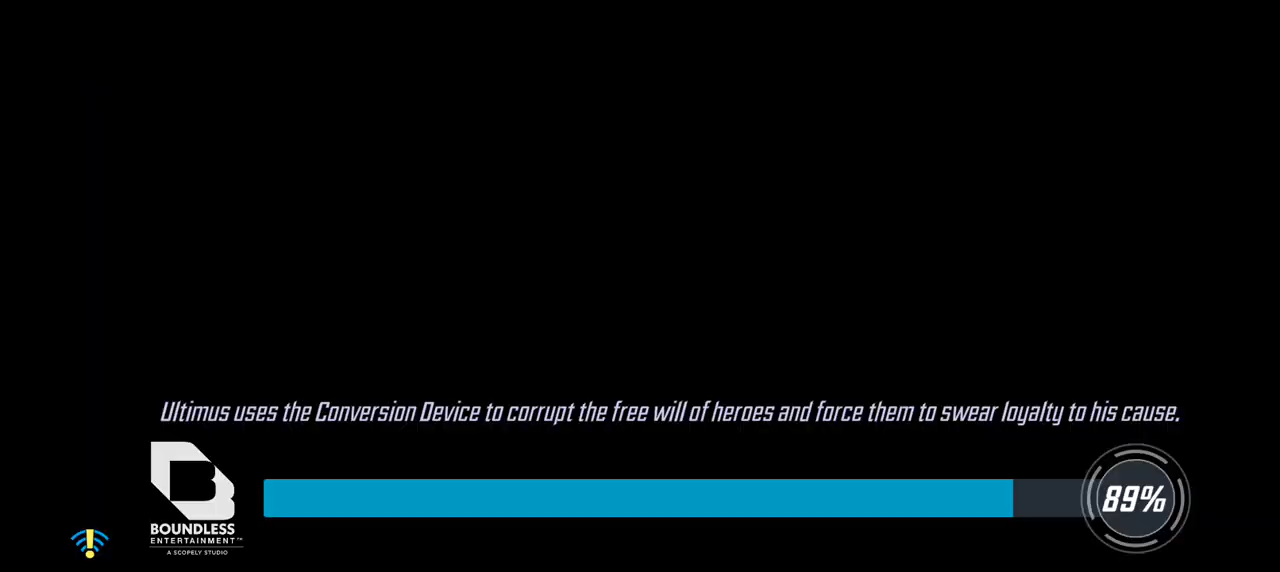 Ultimus uses the Conversion Device to corrupt the free will of heroes and force them to swear loyalty to his cause.
BOUNDLESS
ENTERTAINMENT™
A SCOPELY STUDIO
89%